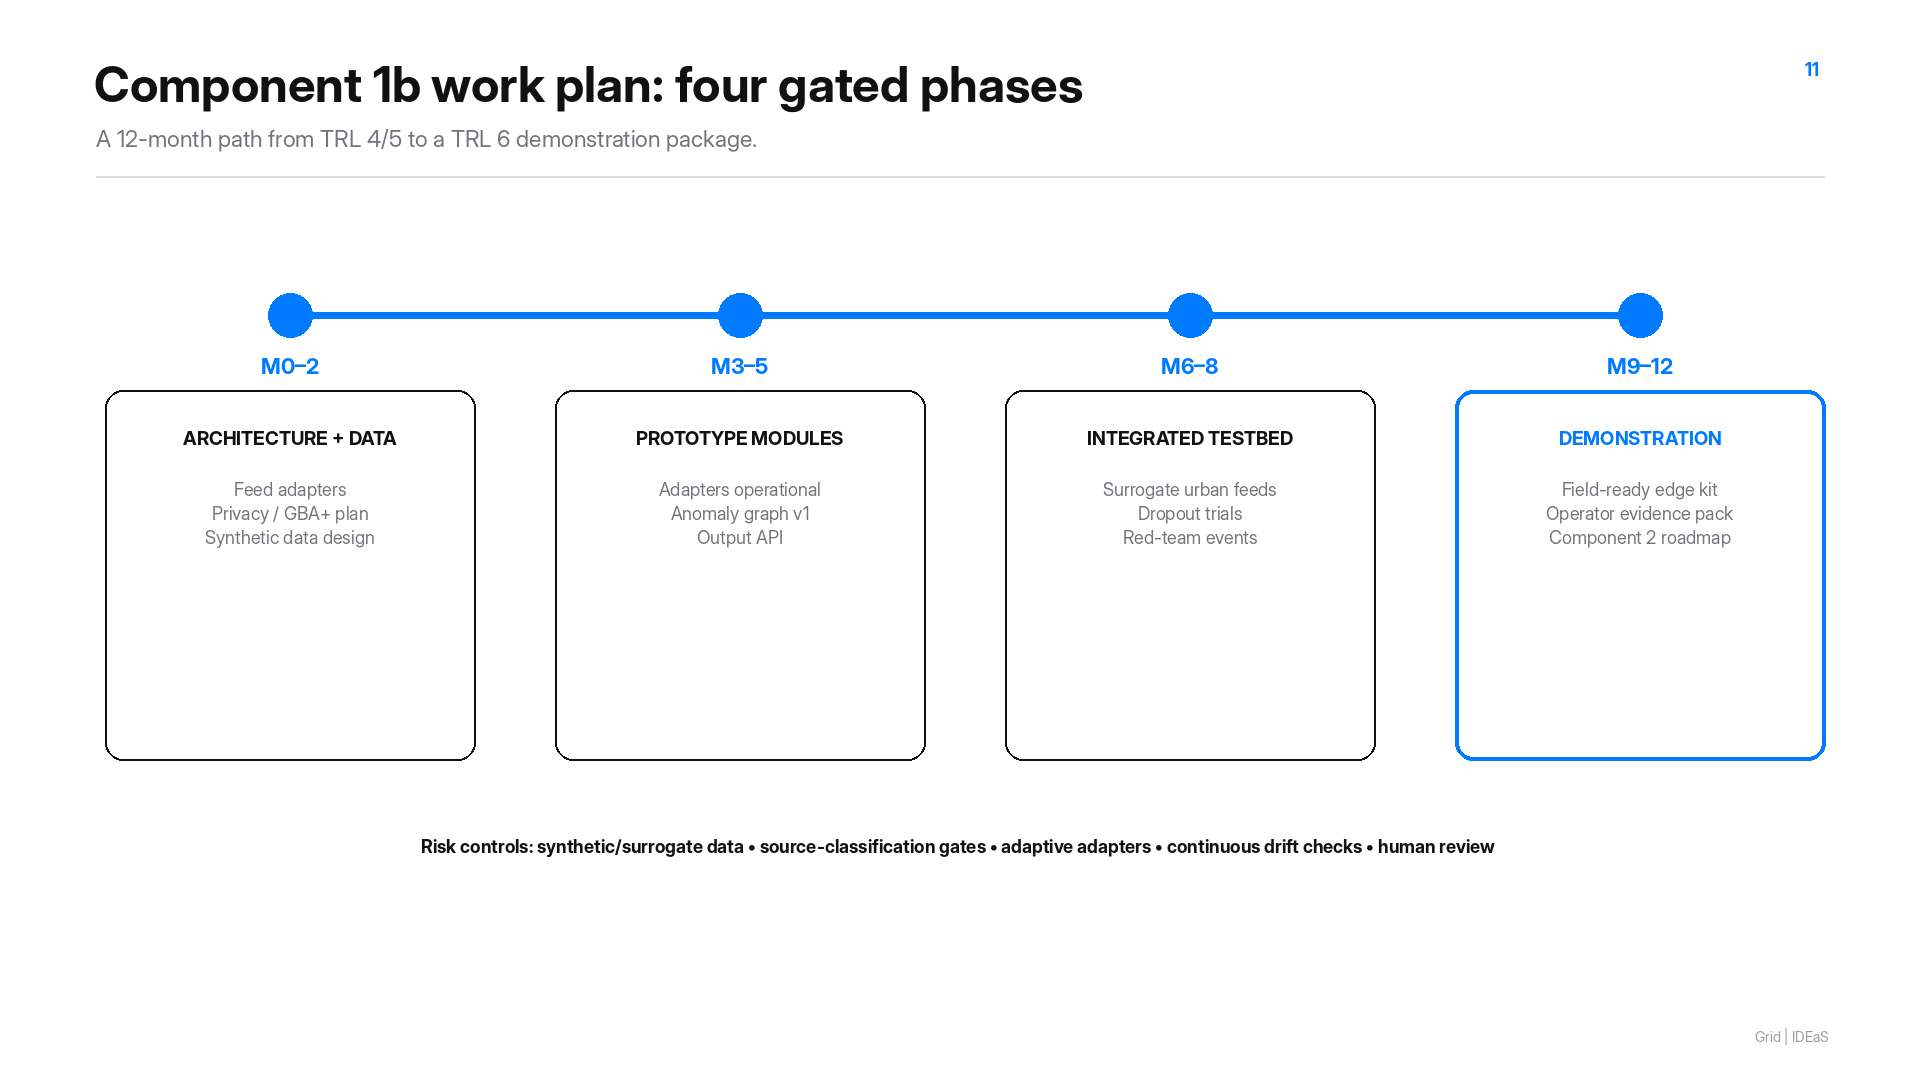 Component 1b work plan: four gated phases
11
A 12-month path from TRL 4/5 to a TRL 6 demonstration package.
M0–2
M3–5
M6–8
M9–12
ARCHITECTURE + DATA
Feed adapters
Privacy / GBA+ plan
Synthetic data design
PROTOTYPE MODULES
Adapters operational
Anomaly graph v1
Output API
INTEGRATED TESTBED
Surrogate urban feeds
Dropout trials
Red-team events
DEMONSTRATION
Field-ready edge kit
Operator evidence pack
Component 2 roadmap
Risk controls: synthetic/surrogate data • source-classification gates • adaptive adapters • continuous drift checks • human review
Grid | IDEaS